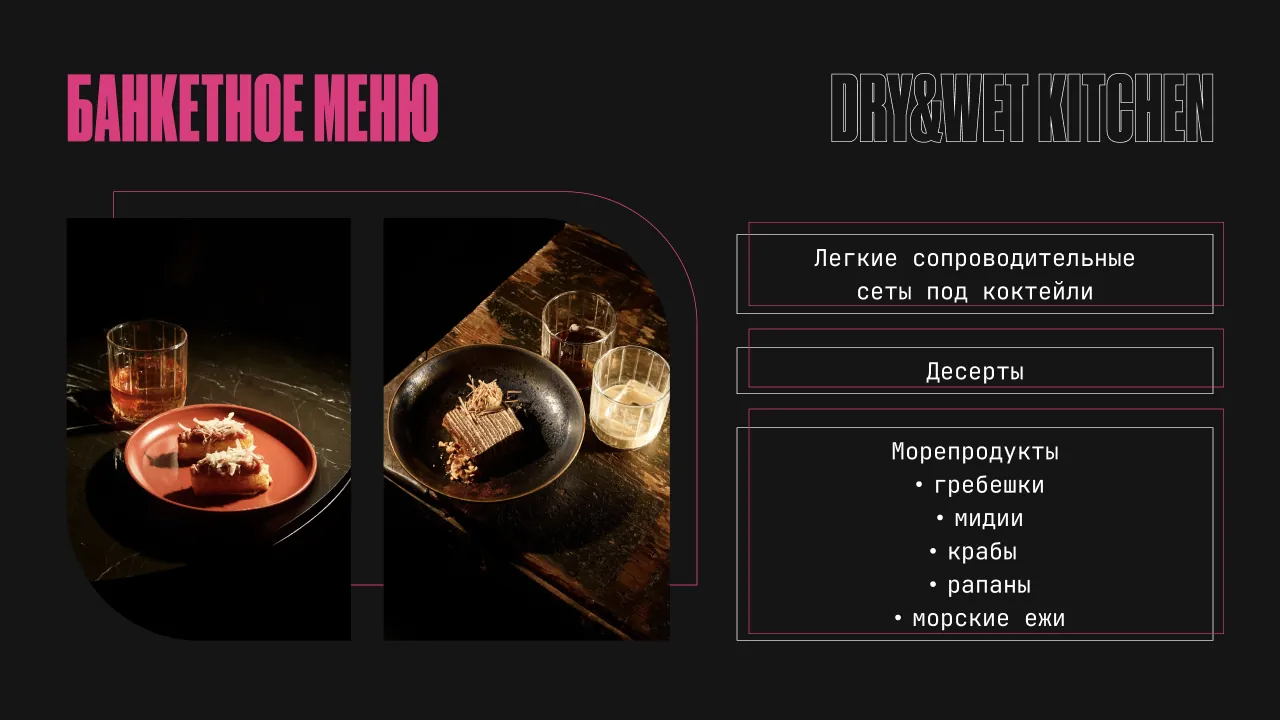 БАНКЕТНОЕ МЕНЮ
DRY&WET KITCHEN
Легкие сопроводительные
сеты под коктейли
Десерты
Морепродукты
• гребешки
• мидии
• крабы
• рапаны
• морские ежи